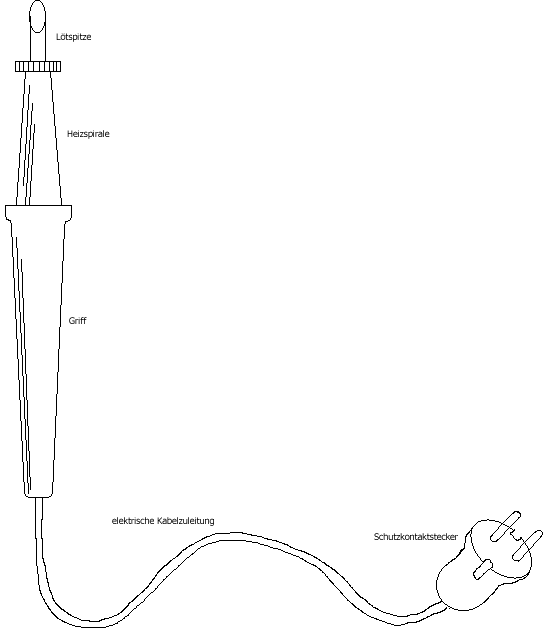 Lötspitze
Heizspirale
Griff
elektrische Kabelzuleitung
Schutzkontaktstecker